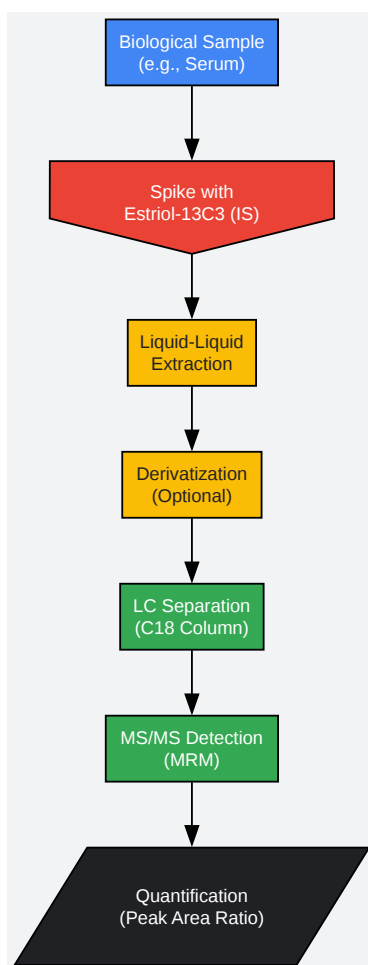 Biological Sample
(e.g., Serum)
Spike with
Estriol-13C3 (IS)
Liquid-Liquid
Extraction
Derivatization
(Optional)
LC Separation
(C18 Column)
MS/MS Detection
(MRM)
Quantification
(Peak Area Ratio)